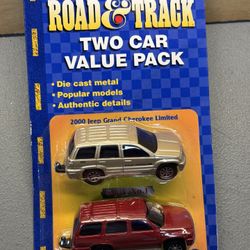 ROAD & TRACK
TWO CAR
VALUE PACK
• Die cast metal
• Popular models
• Authentic details
2000 Jeep Grand Cherokee Limited